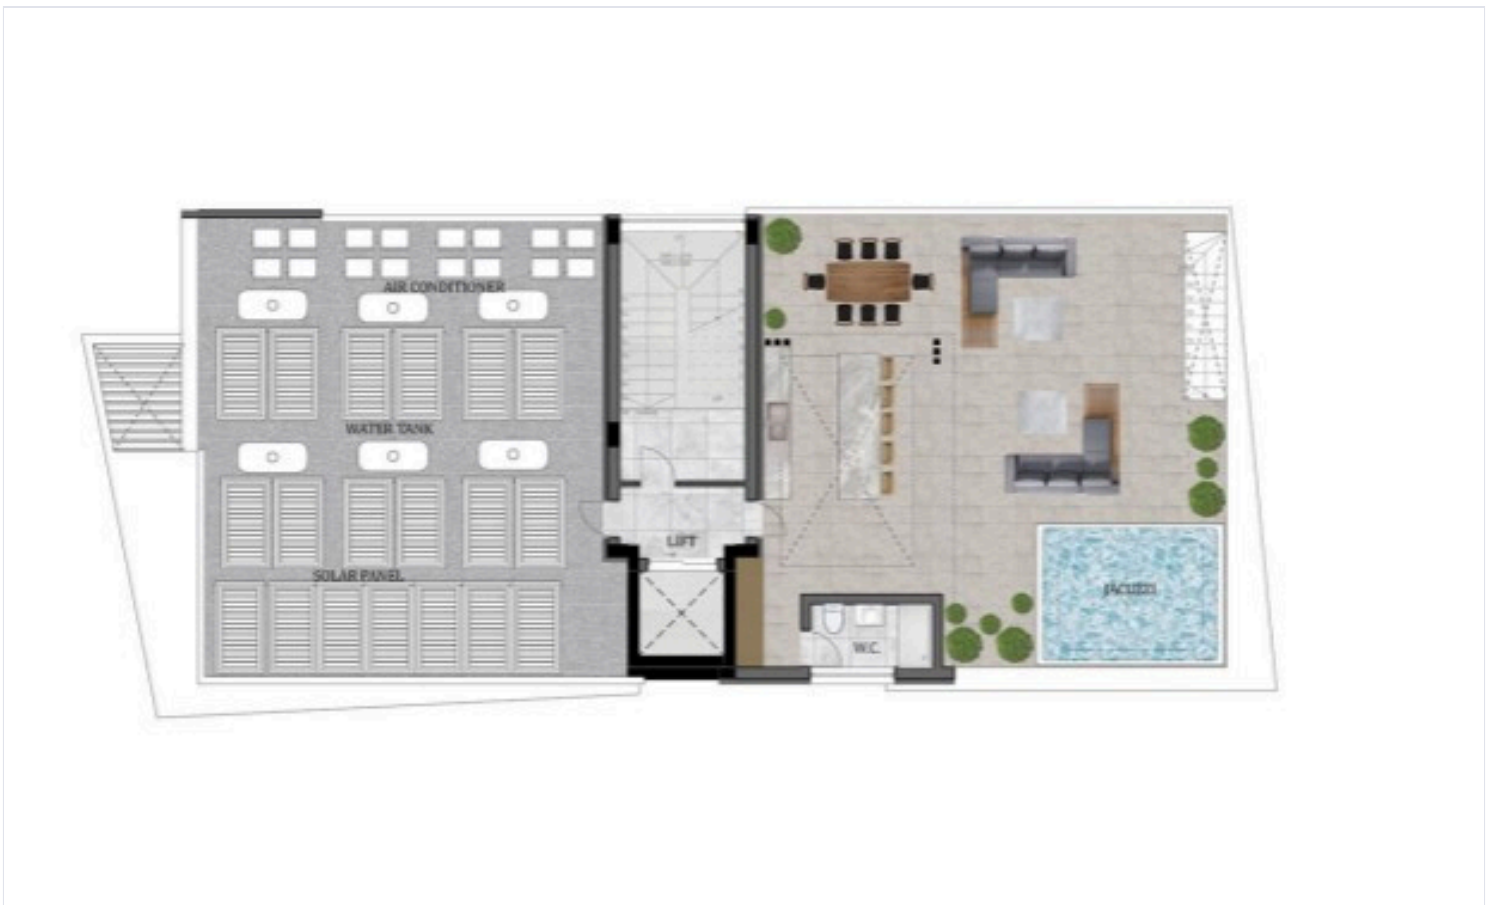 AIR CONDITIONER
WATER TANK
LIFT
SOLAR PANEL
JACUZZI
W.C.